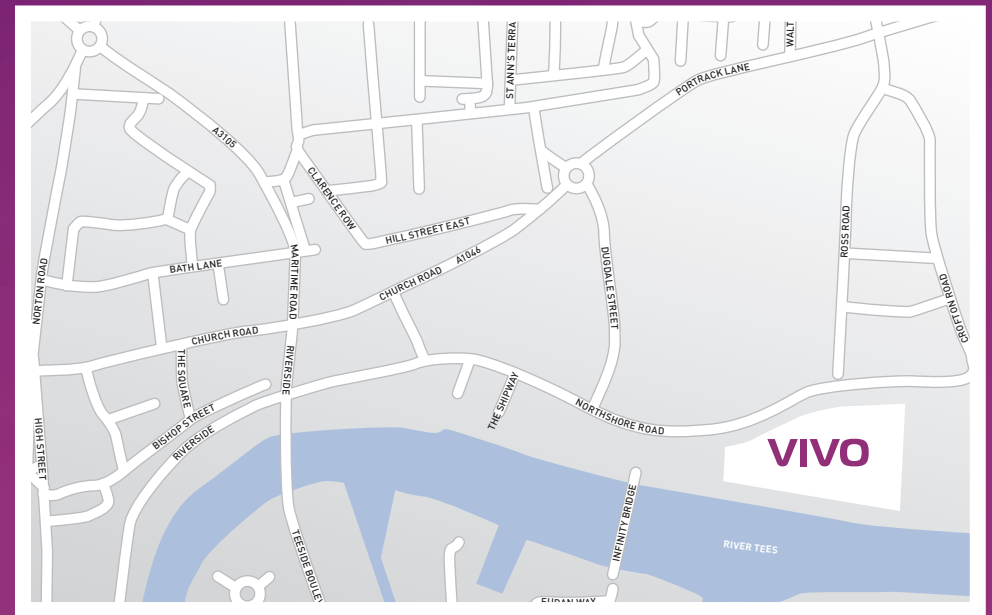 ST ANN'S TERRA
WALT
PORTRACK LANE
A3105
CLARENCE ROW
HILL STREET EAST
ROSS ROAD
DUGDALE STREET
A1046
CHURCH ROAD
MARITIME ROAD
BATH LANE
NORTON ROAD
CROFTON ROAD
CHURCH ROAD
RIVERSIDE
THE SQUARE
THE SHIPWAY
NORTHSHORE ROAD
BISHOP STREET
RIVERSIDE
HIGH STREET
VIVO
INFINITY BRIDGE
RIVER TEES
TEESIDE BOULEV